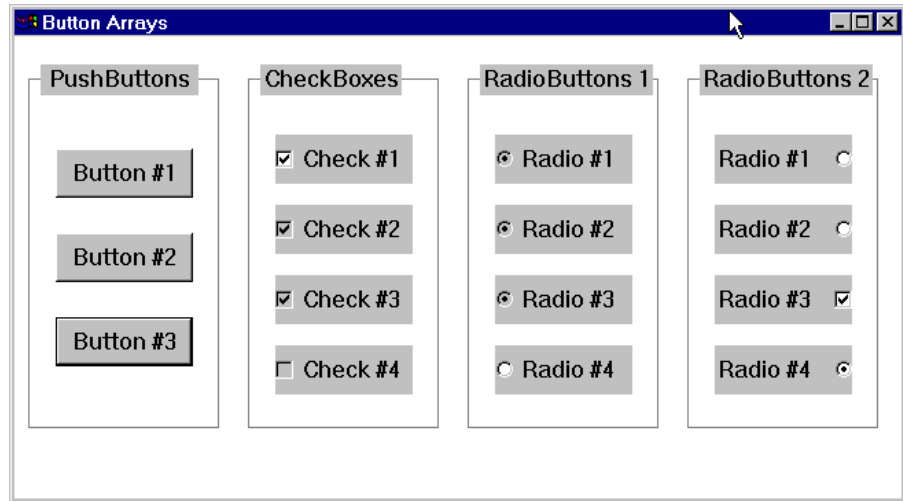 Button Arrays
PushButtons
Button #1
Button #2
Button #3
CheckBoxes
Check #1
Check #2
Check #3
Check #4
RadioButtons 1
Radio #1
Radio #2
Radio #3
Radio #4
RadioButtons 2
Radio #1
Radio #2
Radio #3
Radio #4